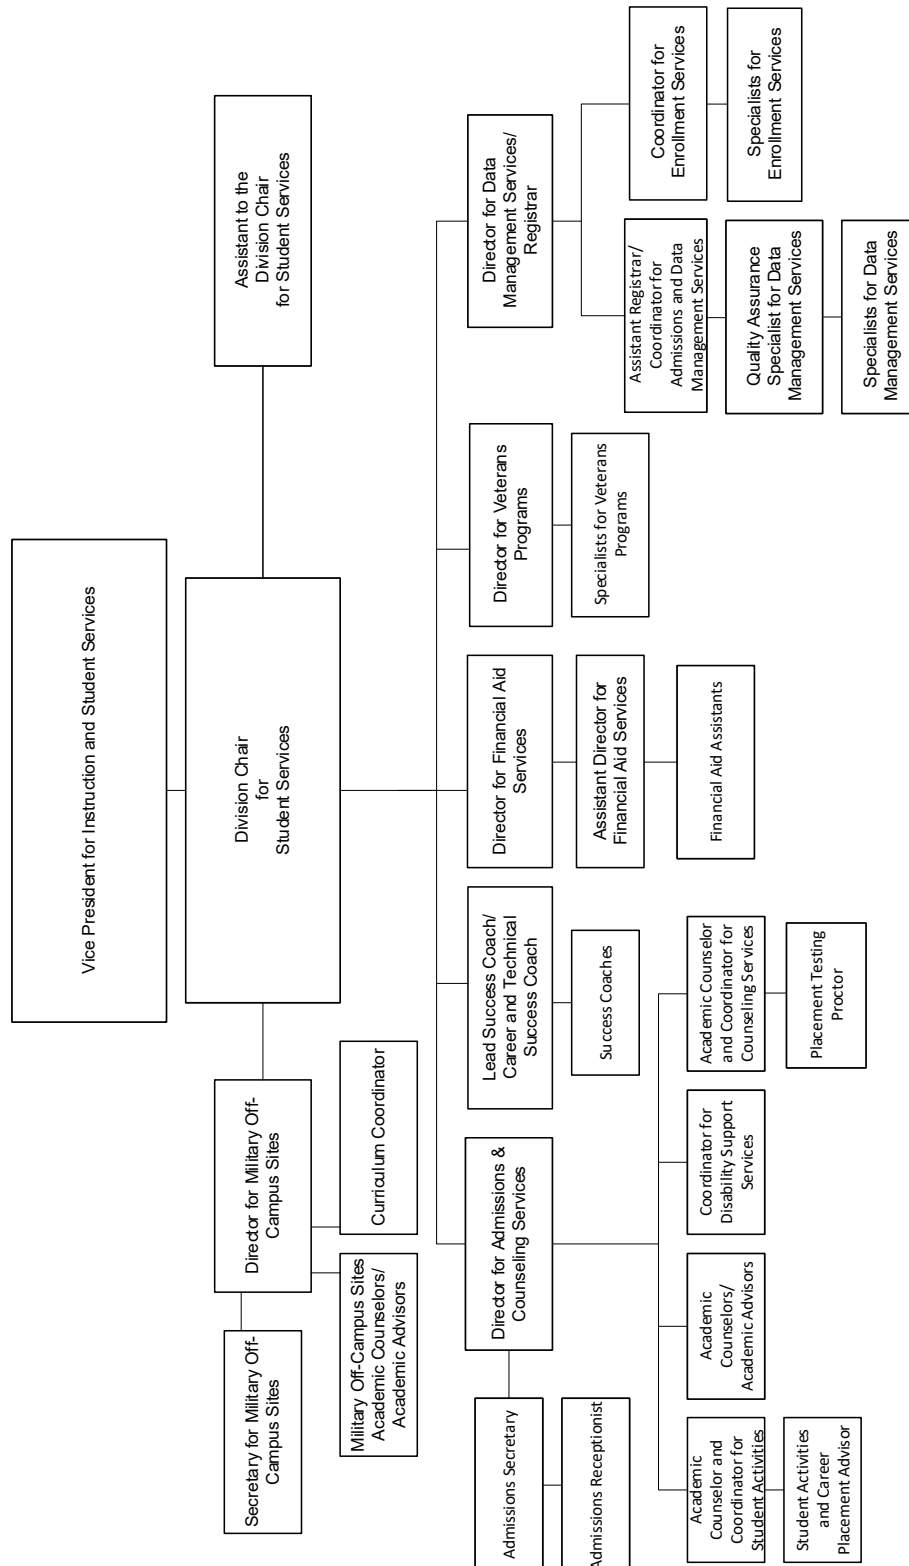 Vice President for Instruction and Student Services
Division Chair
for
Student Services
Assistant to the
Division Chair
for Student Services
Director for Military Off-
Campus Sites
Secretary for Military Off-
Campus Sites
Military Off-Campus Sites
Academic Counselors/
Academic Advisors
Curriculum Coordinator
Director for Admissions &
Counseling Services
Lead Success Coach/
Career and Technical
Success Coach
Director for Financial Aid
Services
Director for Veterans
Programs
Director for Data
Management Services/
Registrar
Admissions Secretary
Admissions Receptionist
Success Coaches
Assistant Director for
Financial Aid Services
Financial Aid Assistants
Specialists for Veterans
Programs
Assistant Registrar/
Coordinator for
Admissions and Data
Management Services
Quality Assurance
Specialist for Data
Management Services
Specialists for Data
Management Services
Coordinator for
Enrollment Services
Specialists for
Enrollment Services
Academic
Counselor and
Coordinator for
Student Activities
Student Activities
and Career
Placement Advisor
Academic
Counselors/
Academic Advisors
Coordinator for
Disability Support
Services
Academic Counselor
and Coordinator for
Counseling Services
Placement Testing
Proctor